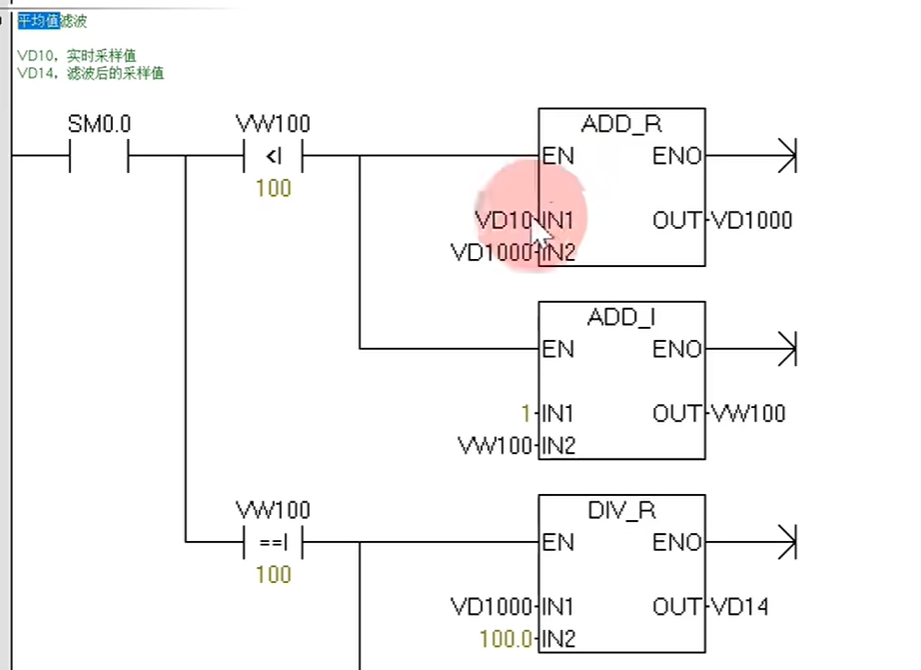 平均值滤波
VD10，实时采样值
VD14，滤波后的采样值
SM0.0
VW100
<I
100
ADD_R
EN
ENO
VD10
IN1
OUT
VD1000
VD1000
IN2
ADD_I
EN
ENO
1
IN1
OUT
VW100
VW100
IN2
VW100
==I
100
DIV_R
EN
ENO
VD1000
IN1
OUT
VD14
100.0
IN2